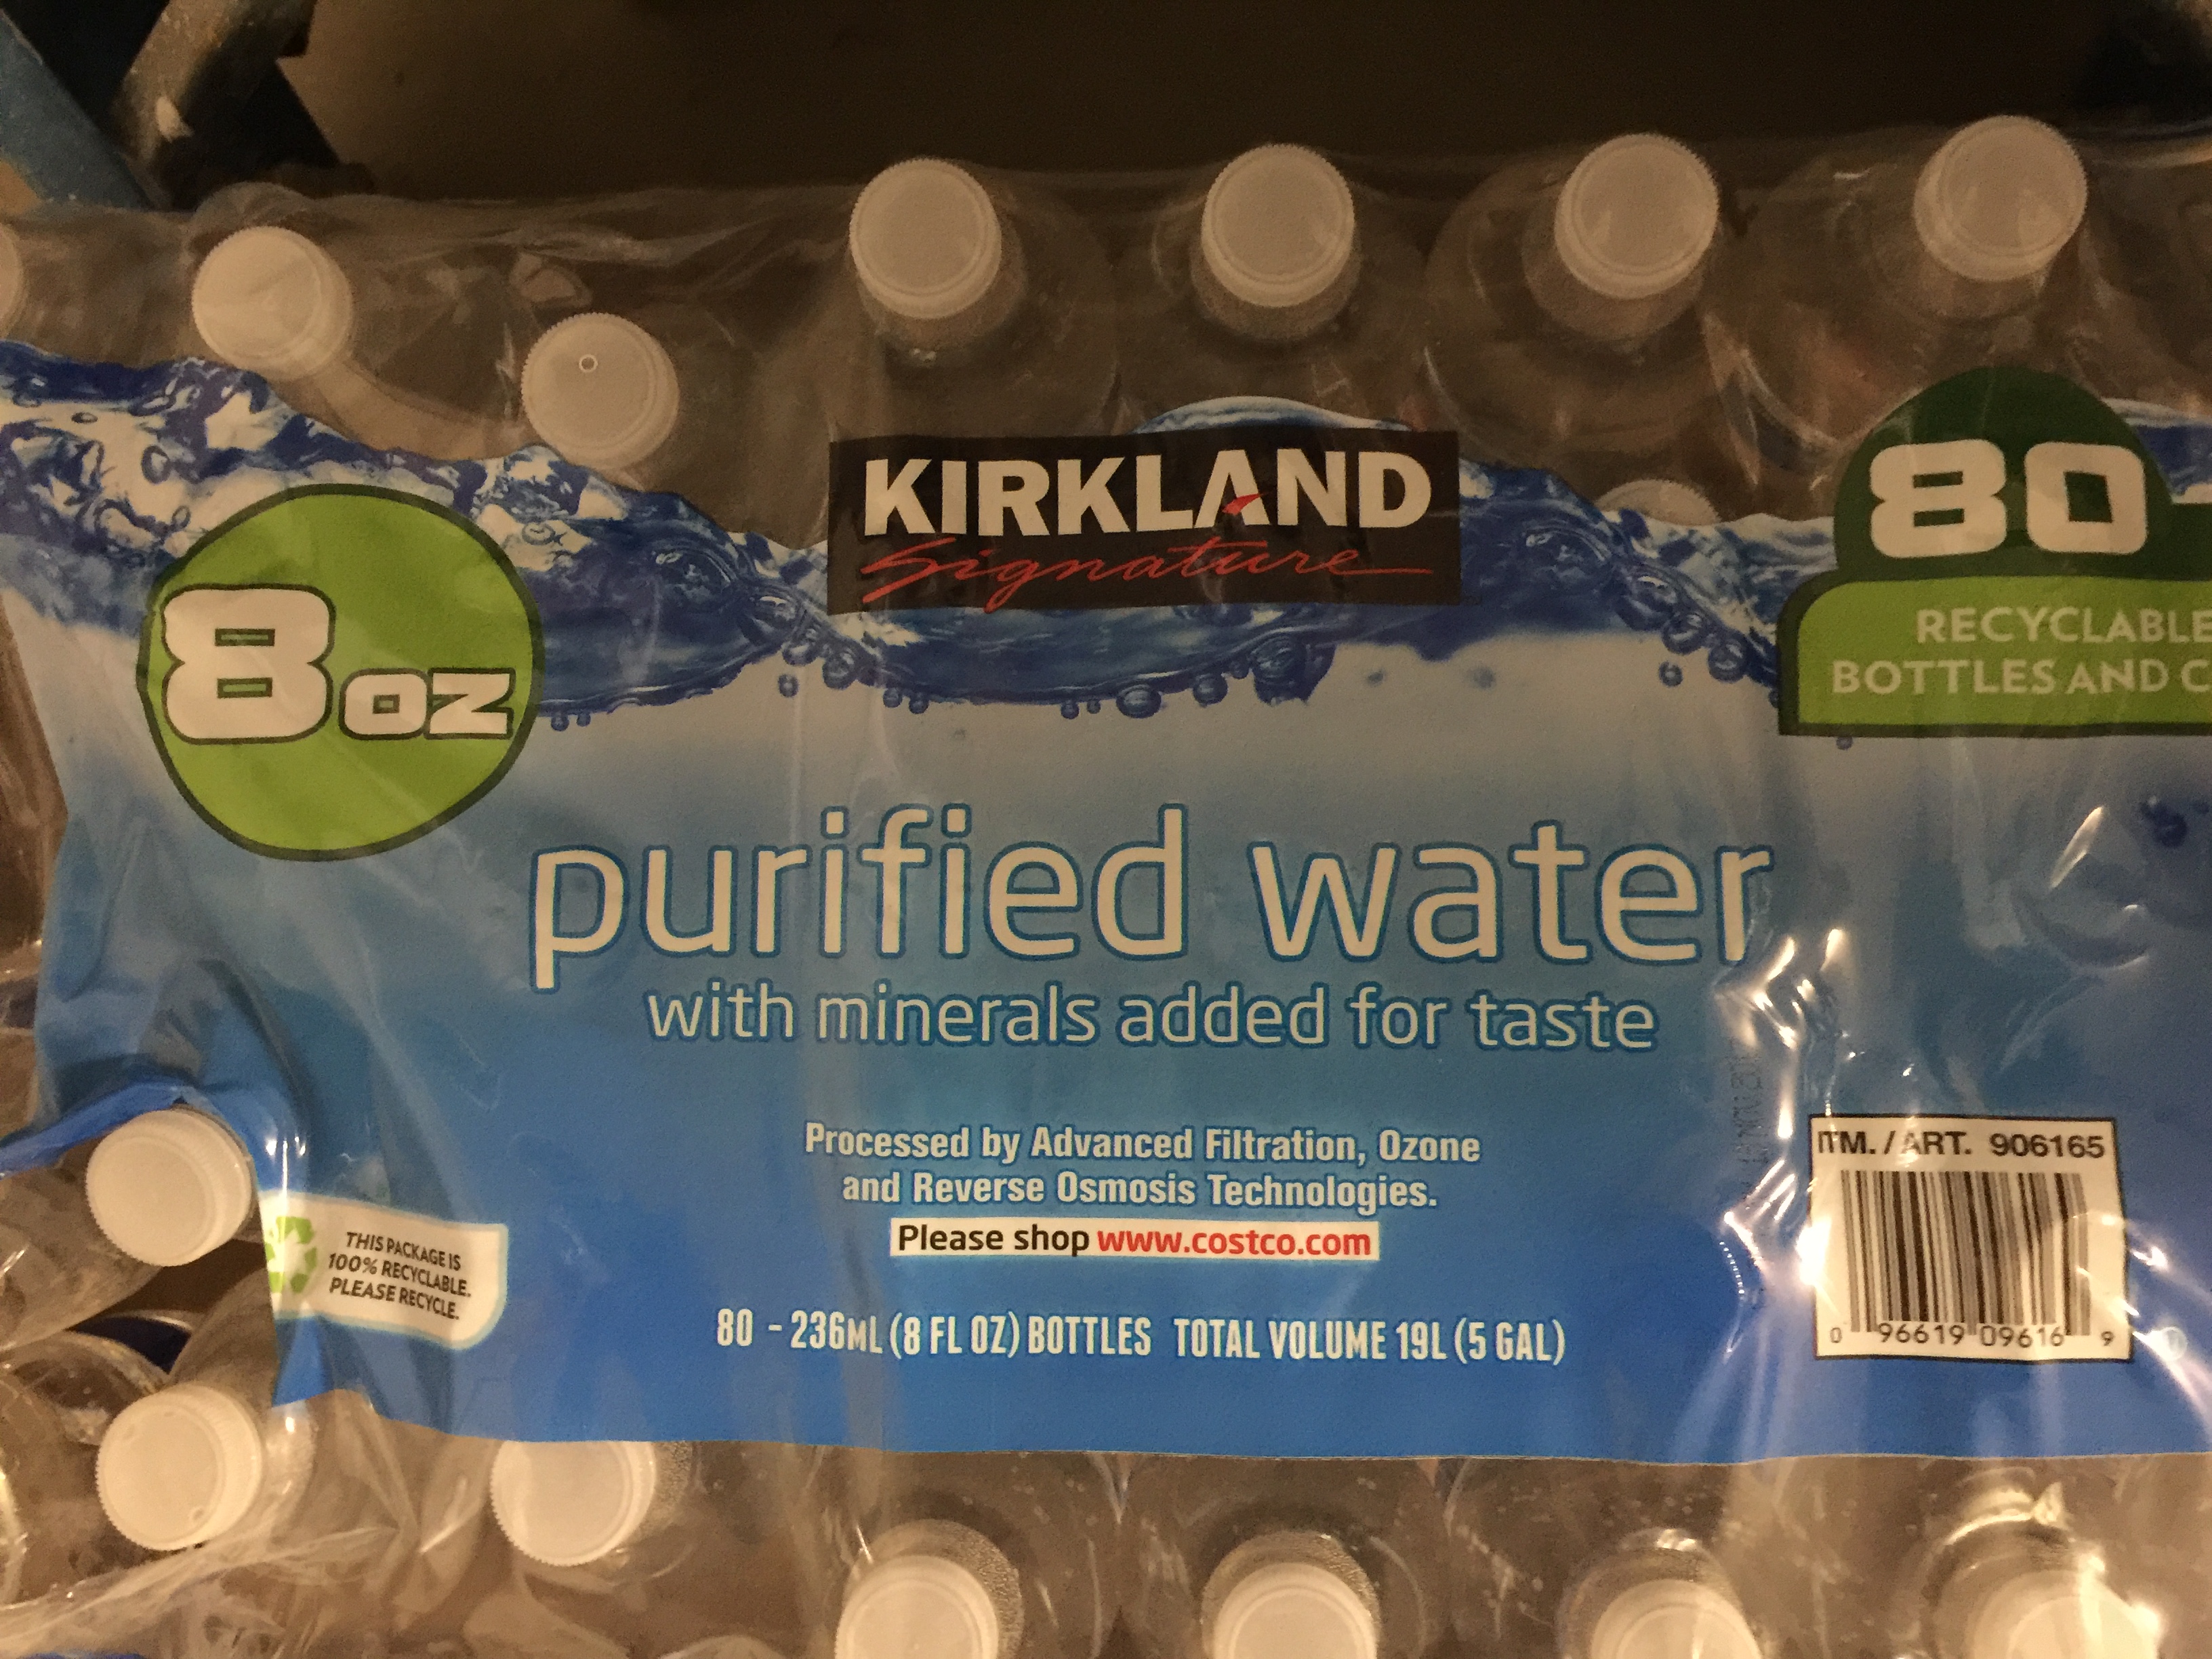 KIRKLAND
Signature
80
RECYCLABLE
BOTTLES AND
8 OZ
purified water
with minerals added for taste
Processed by Advanced Filtration, Ozone
and Reverse Osmosis Technologies.
Please shop www.costco.com
80 - 236ML (8 FL OZ) BOTTLES TOTAL VOLUME 19L (5 GAL)
THIS PACKAGE IS
100% RECYCLABLE.
PLEASE RECYCLE.
ITM. / ART. 906165
0 96619 09616 9